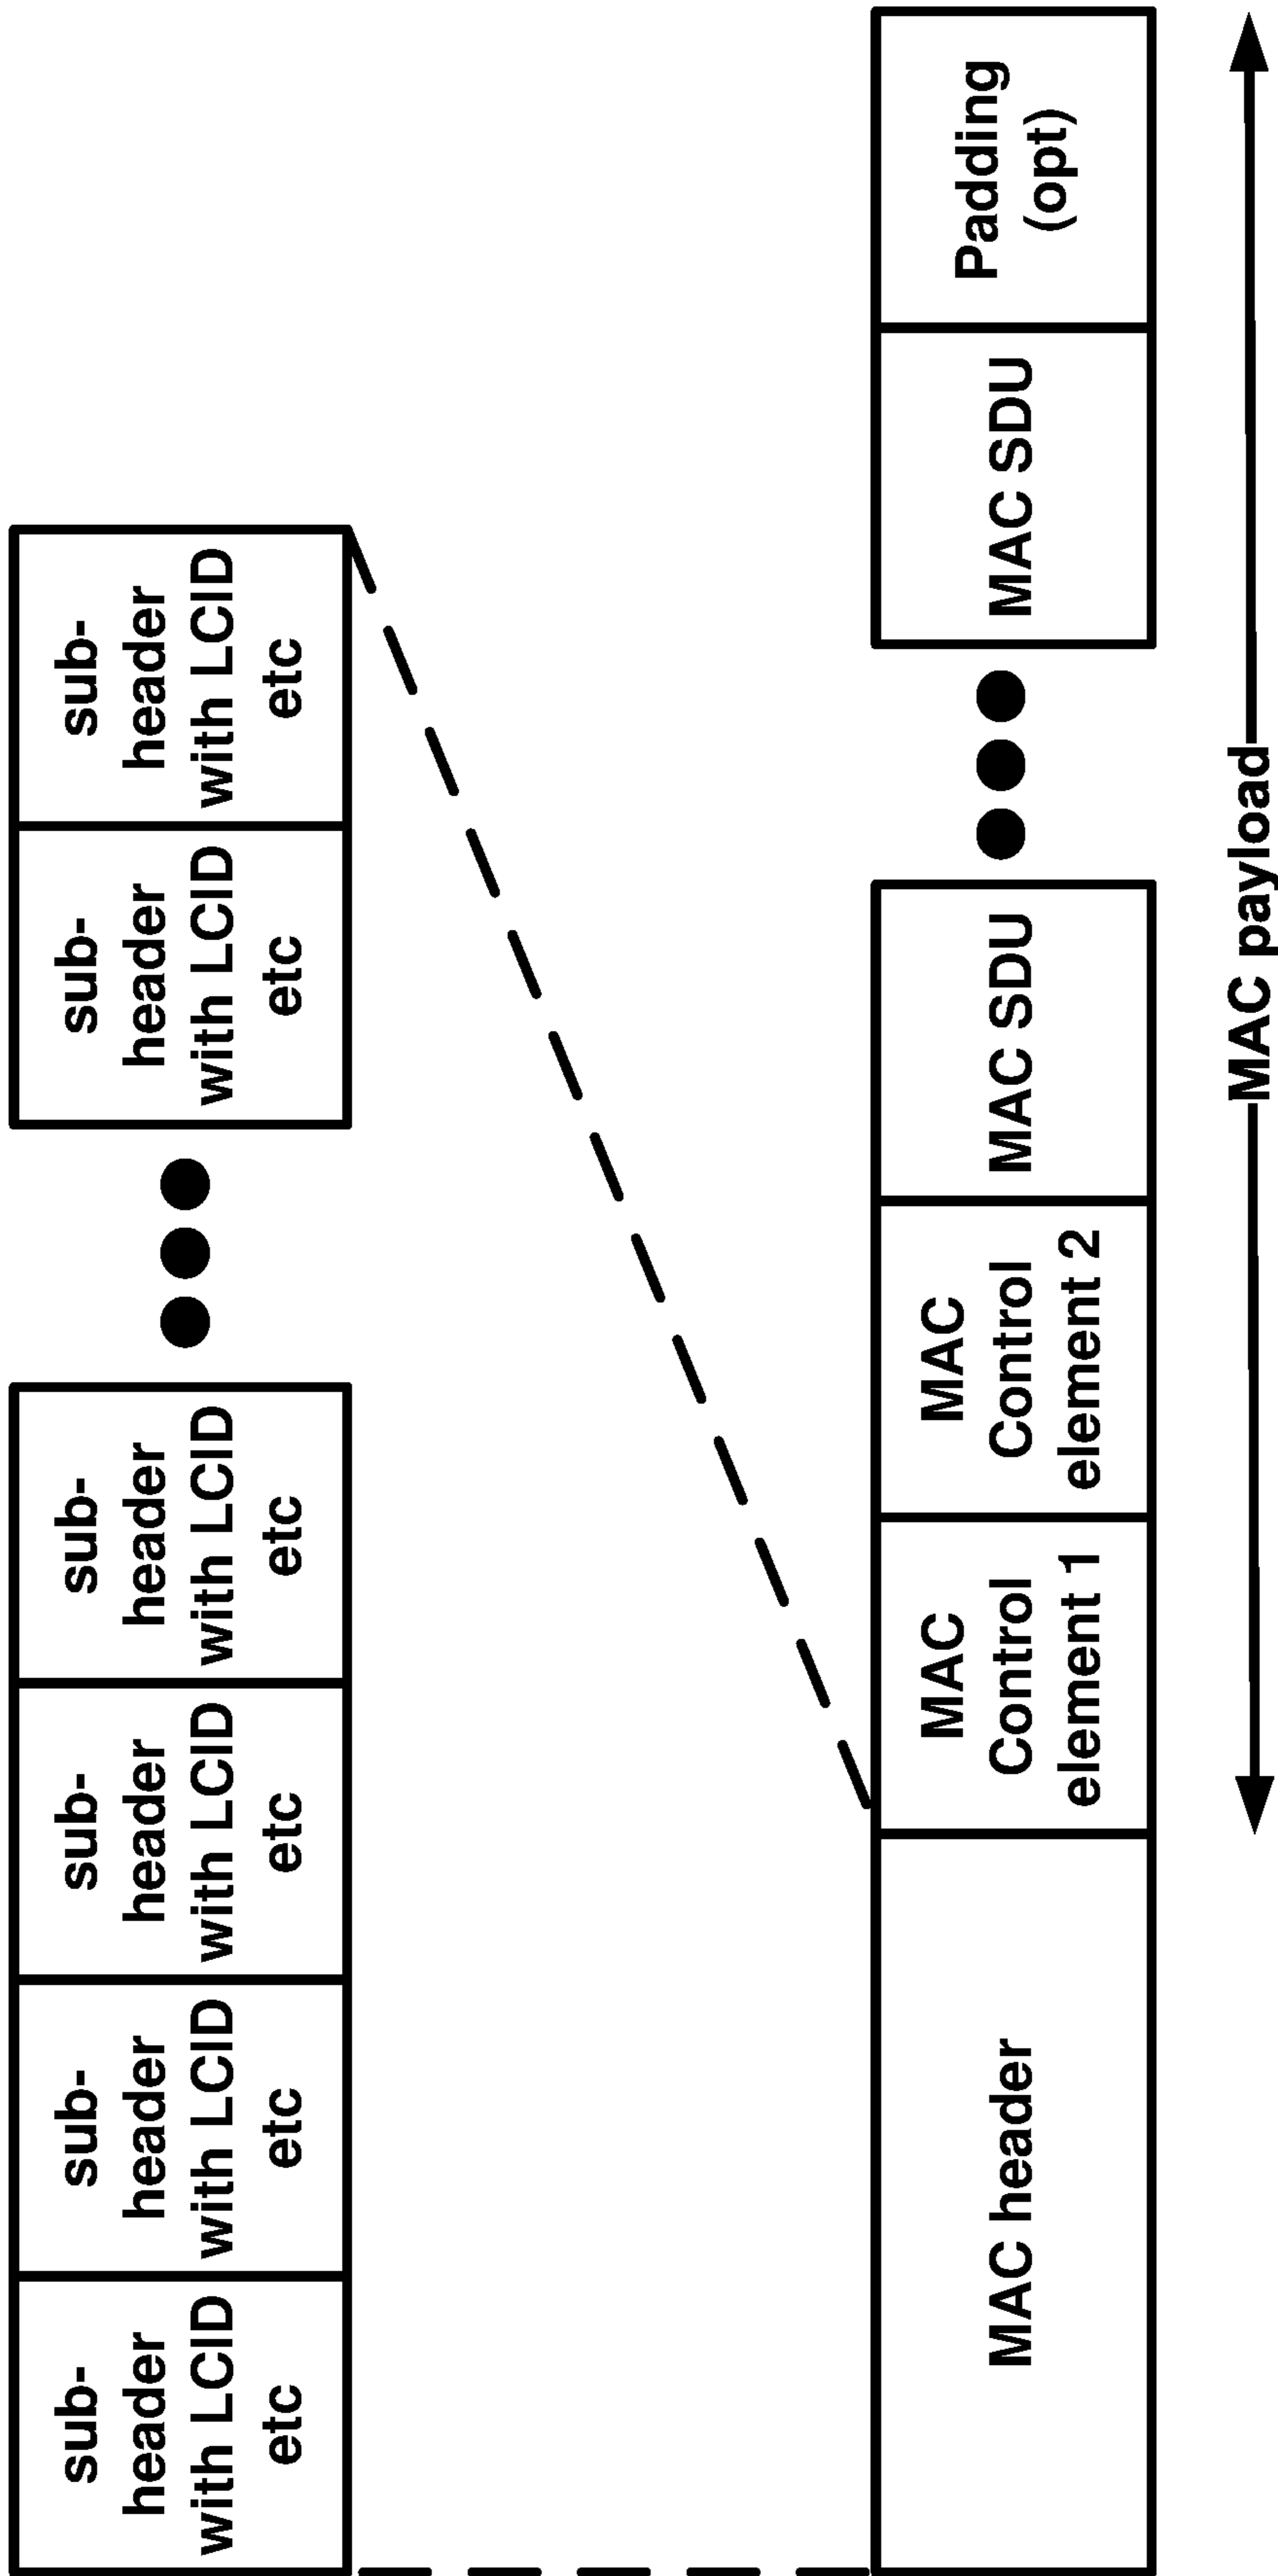 sub-
header
with LCID
etc
sub-
header
with LCID
etc
sub-
header
with LCID
etc
sub-
header
with LCID
etc
sub-
header
with LCID
etc
sub-
header
with LCID
etc
MAC header
MAC
Control
element 1
MAC
Control
element 2
MAC SDU
MAC SDU
Padding
(opt)
MAC payload